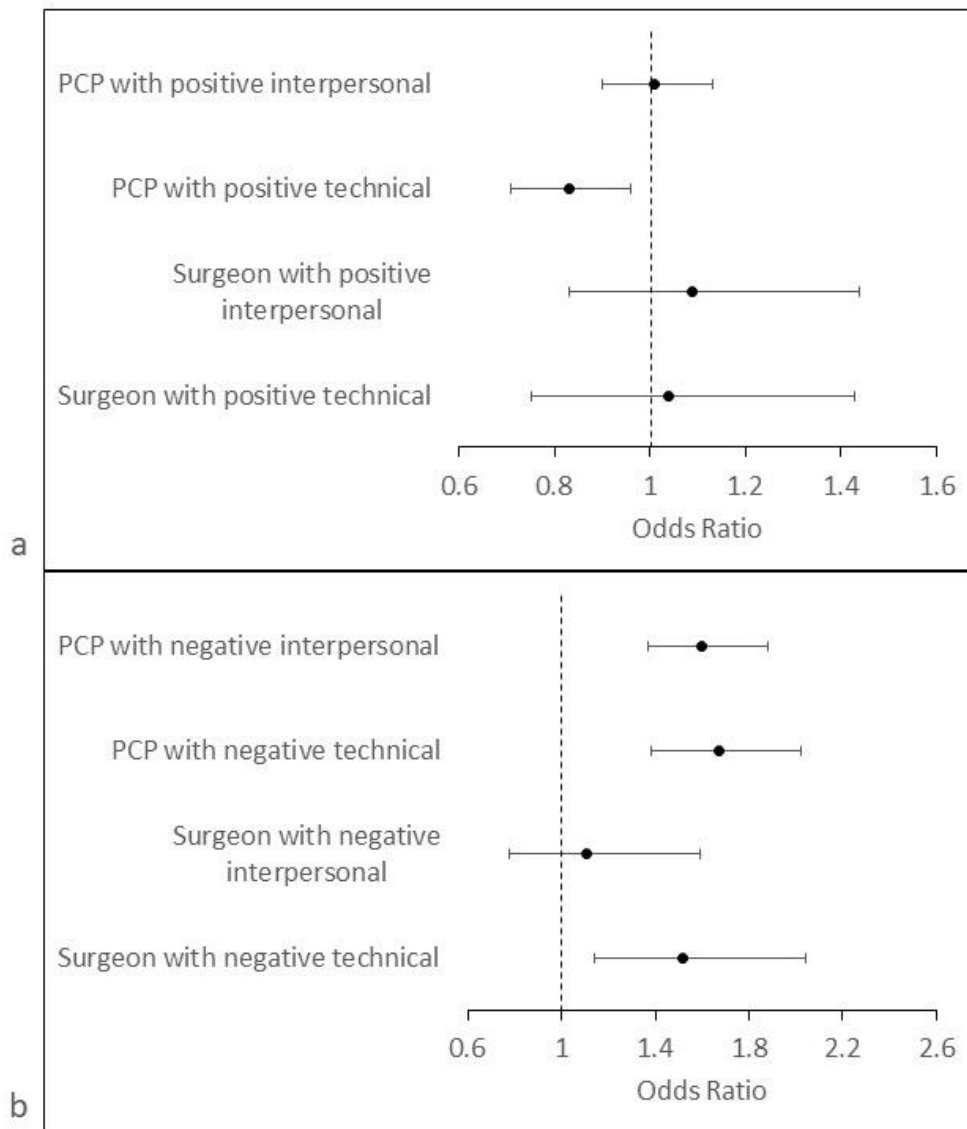 PCP with positive interpersonal
PCP with positive technical
Surgeon with positive
interpersonal
Surgeon with positive technical
0.6 0.8 1 1.2 1.4 1.6
Odds Ratio
a
PCP with negative interpersonal
PCP with negative technical
Surgeon with negative
interpersonal
Surgeon with negative technical
0.6 1 1.4 1.8 2.2 2.6
Odds Ratio
b